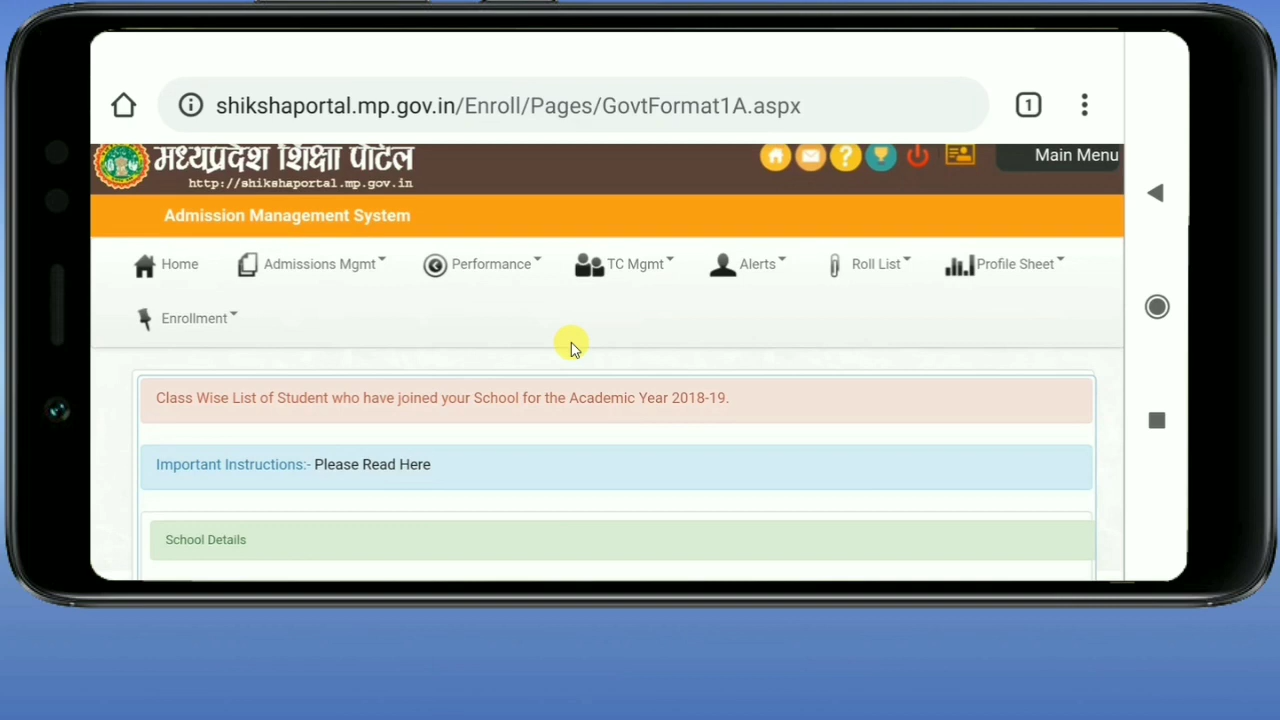 shikshaportal.mp.gov.in/Enroll/Pages/GovtFormat1A.aspx
1
मध्यप्रदेश शिक्षा पोर्टल
http://shikshaportal.mp.gov.in
?
Main Menu
Admission Management System
Home
Admissions Mgmt
Performance
TC Mgmt
Alerts
Roll List
Profile Sheet
Enrollment
Class Wise List of Student who have joined your School for the Academic Year 2018-19.
Important Instructions:- Please Read Here
School Details